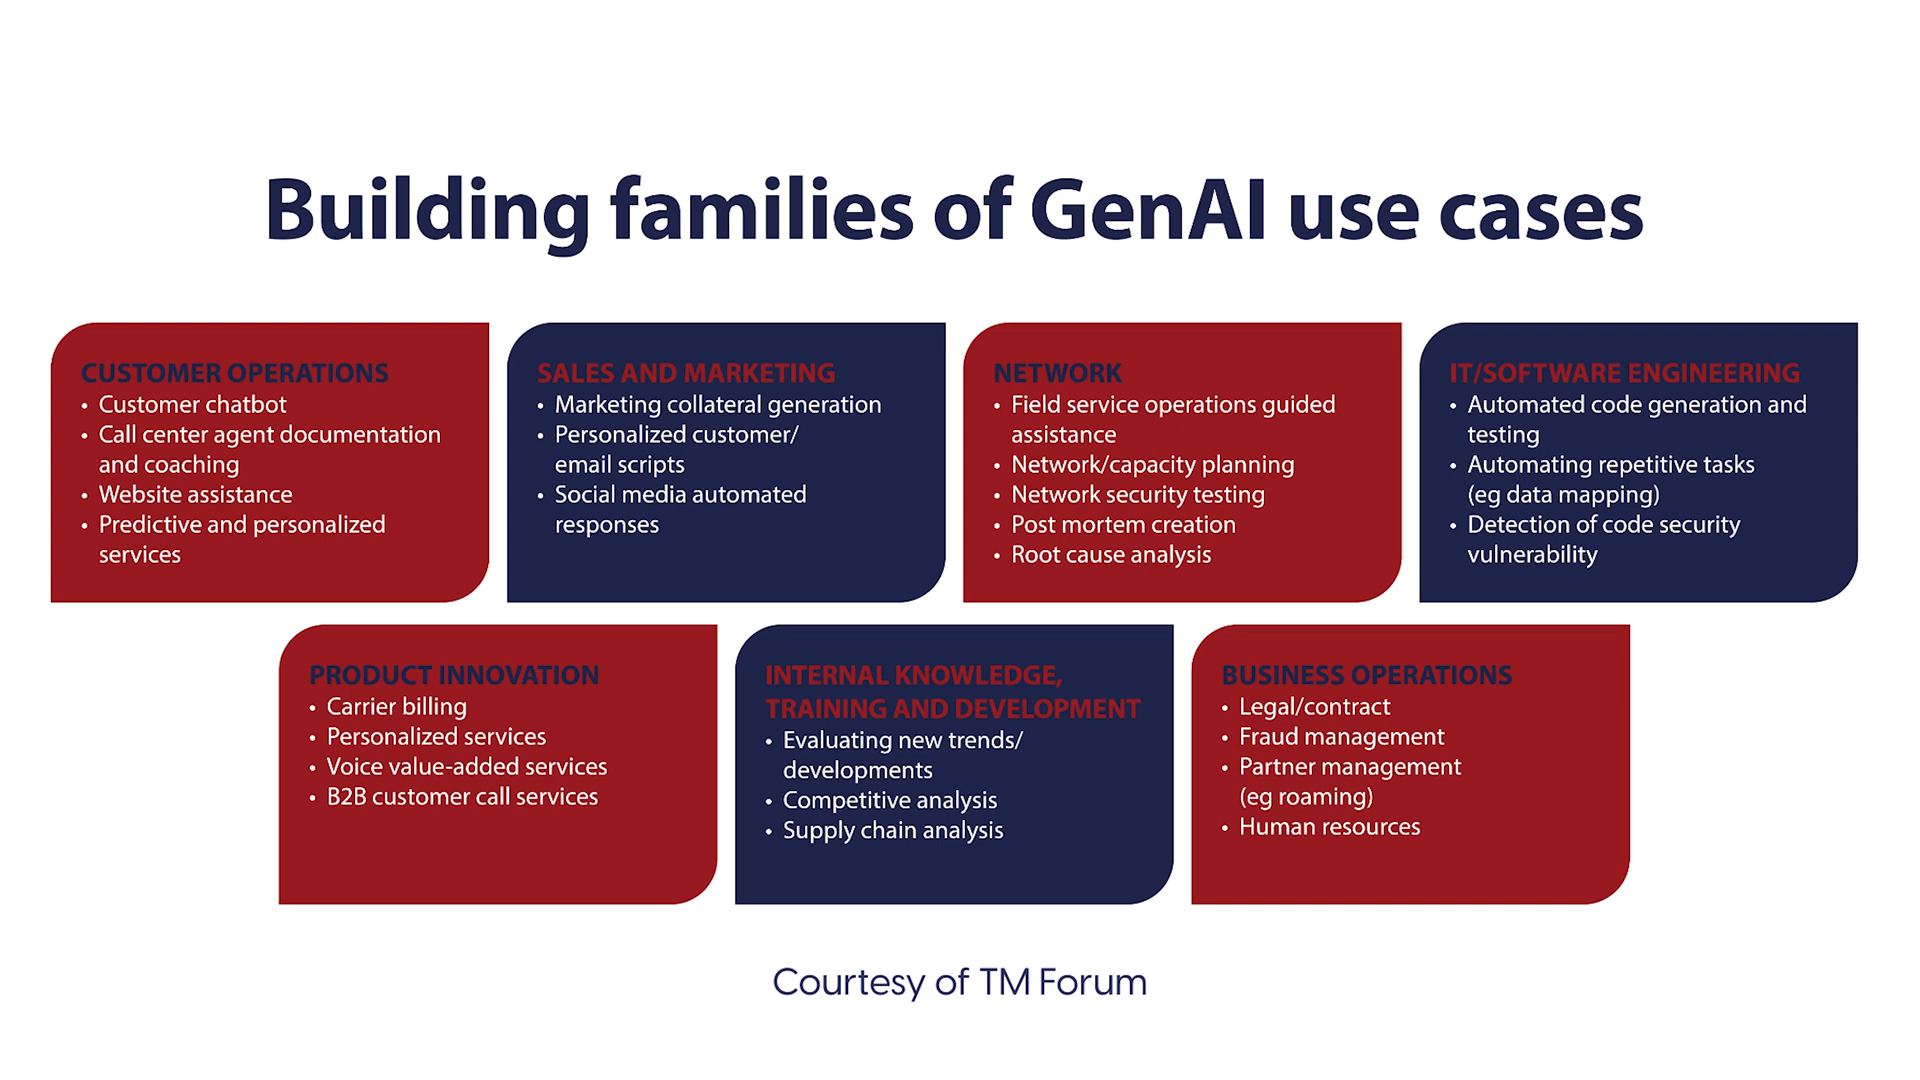 Building families of GenAI use cases
CUSTOMER OPERATIONS
• Customer chatbot
• Call center agent documentation
and coaching
• Website assistance
• Predictive and personalized
services
SALES AND MARKETING
• Marketing collateral generation
• Personalized customer/
email scripts
• Social media automated
responses
NETWORK
• Field service operations guided
assistance
• Network/capacity planning
• Network security testing
• Post mortem creation
• Root cause analysis
IT/SOFTWARE ENGINEERING
• Automated code generation and
testing
• Automating repetitive tasks
(eg data mapping)
• Detection of code security
vulnerability
PRODUCT INNOVATION
• Carrier billing
• Personalized services
• Voice value-added services
• B2B customer call services
INTERNAL KNOWLEDGE,
TRAINING AND DEVELOPMENT
• Evaluating new trends/
developments
• Competitive analysis
• Supply chain analysis
BUSINESS OPERATIONS
• Legal/contract
• Fraud management
• Partner management
(eg roaming)
• Human resources
Courtesy of TM Forum